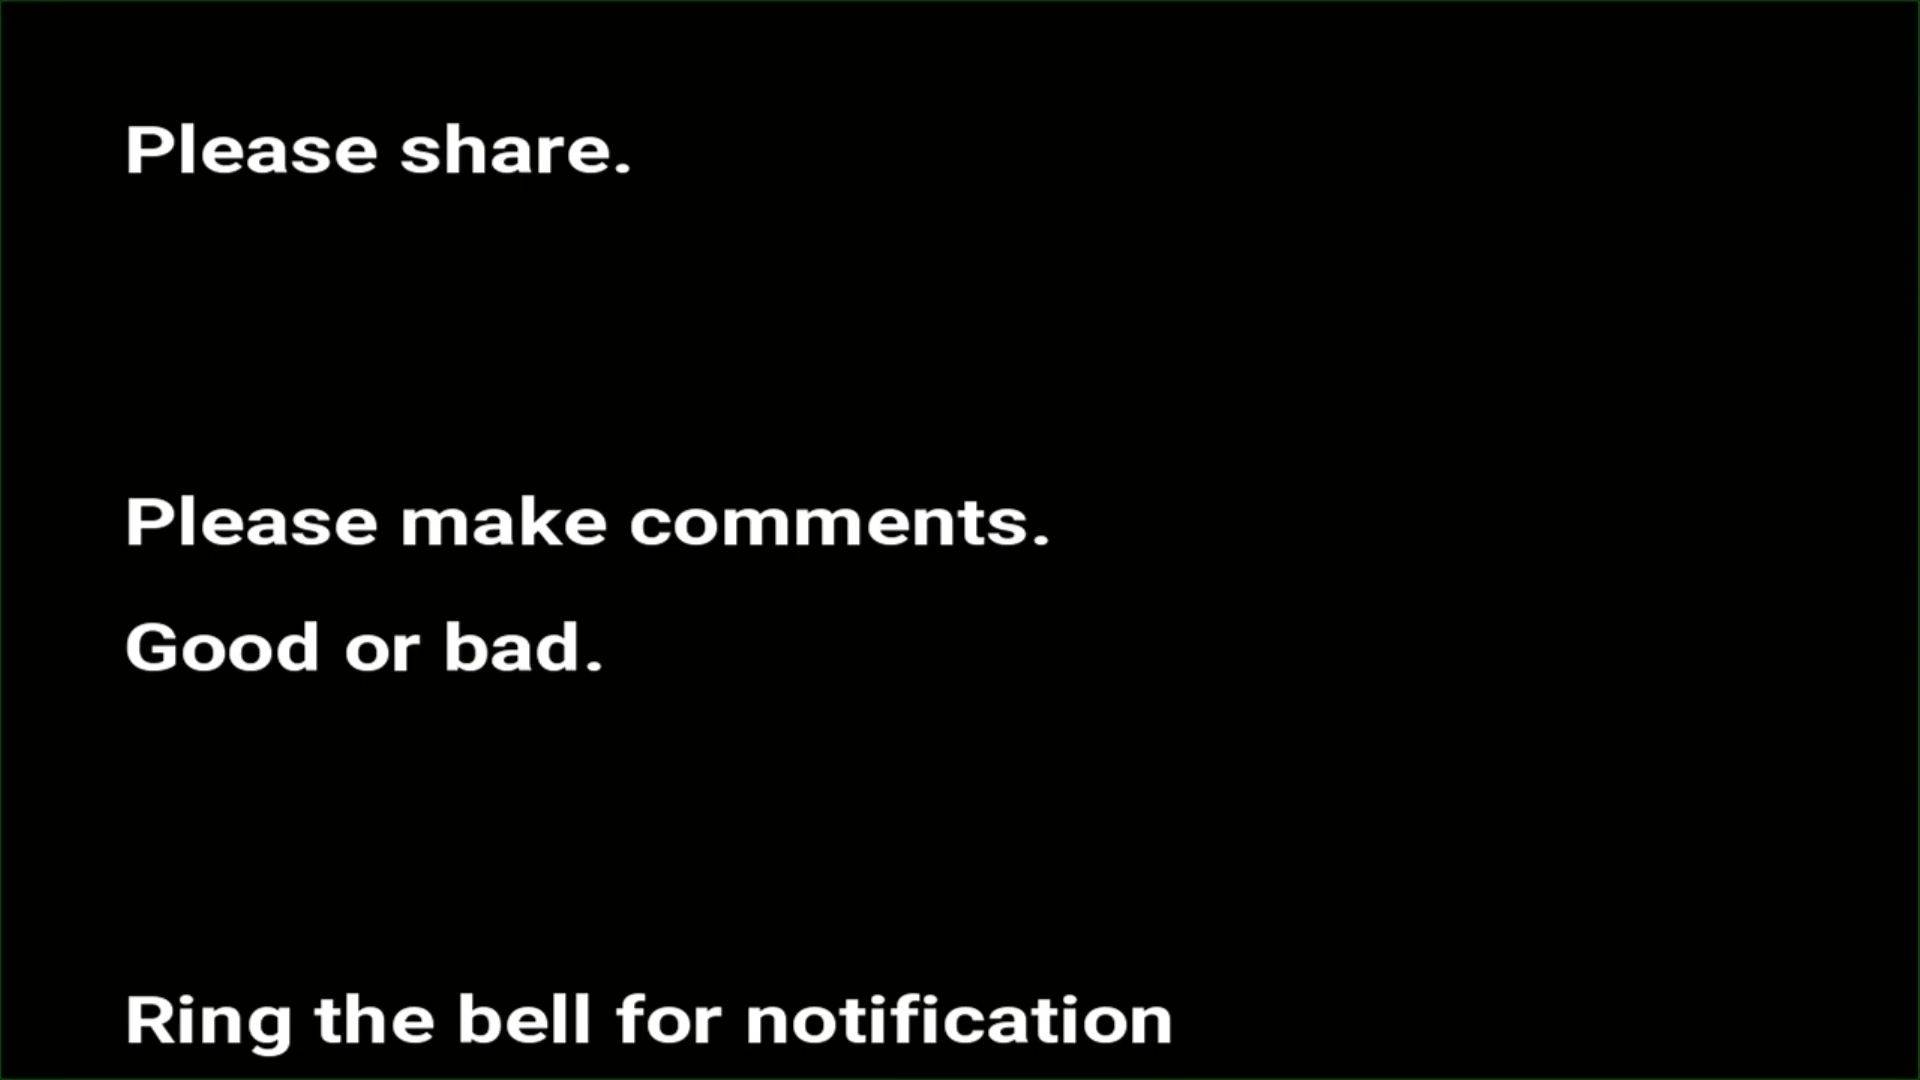 Please share.
Please make comments.
Good or bad.
Ring the bell for notification